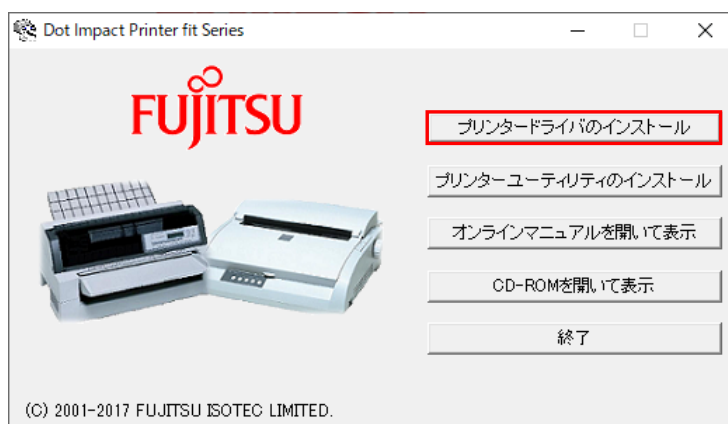 Dot Impact Printer fit Series
FUJITSU
プリンタードライバのインストール
プリンターユーティリティのインストール
オンラインマニュアルを開いて表示
CD-ROMを開いて表示
終了
(C) 2001-2017 FUJITSU ISOTEC LIMITED.